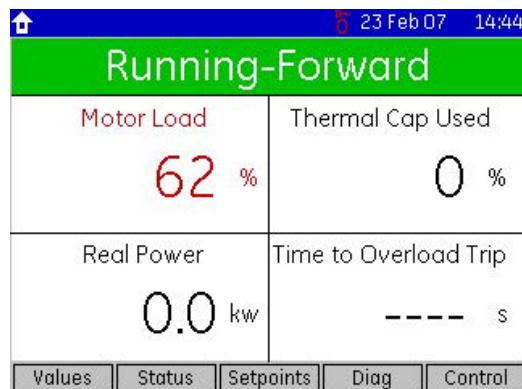 23 Feb 07 14:44
Running-Forward
Motor Load
62 %
Thermal Cap Used
0 %
Real Power
0.0 kw
Time to Overload Trip
---- s
Values Status Setpoints Diag Control